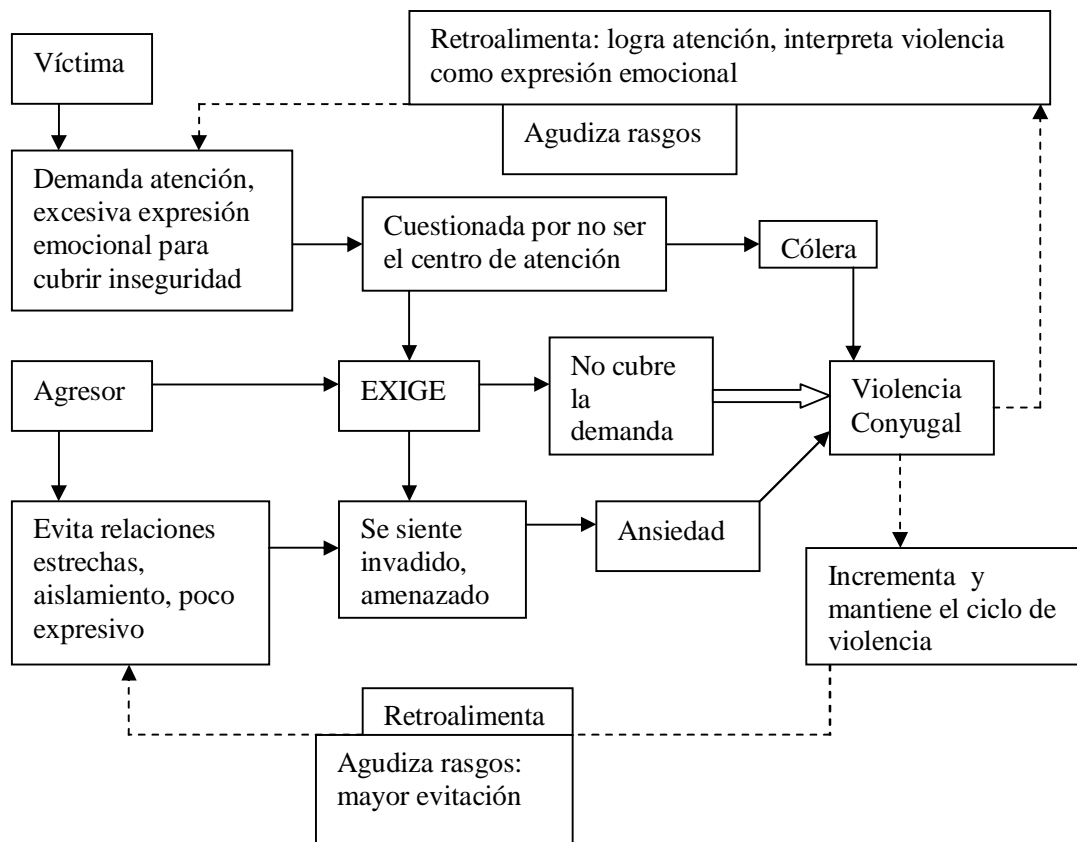 Víctima
Retroalimenta: logra atención, interpreta violencia
como expresión emocional
Agudiza rasgos
Demanda atención,
excesiva expresión
emocional para
cubrir inseguridad
Cuestionada por no ser
el centro de atención
Cólera
Agresor
EXIGE
No cubre
la
demanda
Violencia
Conyugal
Evita relaciones
estrechas,
aislamiento, poco
expresivo
Se siente
invadido,
amenazado
Ansiedad
Incrementa y
mantiene el ciclo de
violencia
Retroalimenta
Agudiza rasgos:
mayor evitación